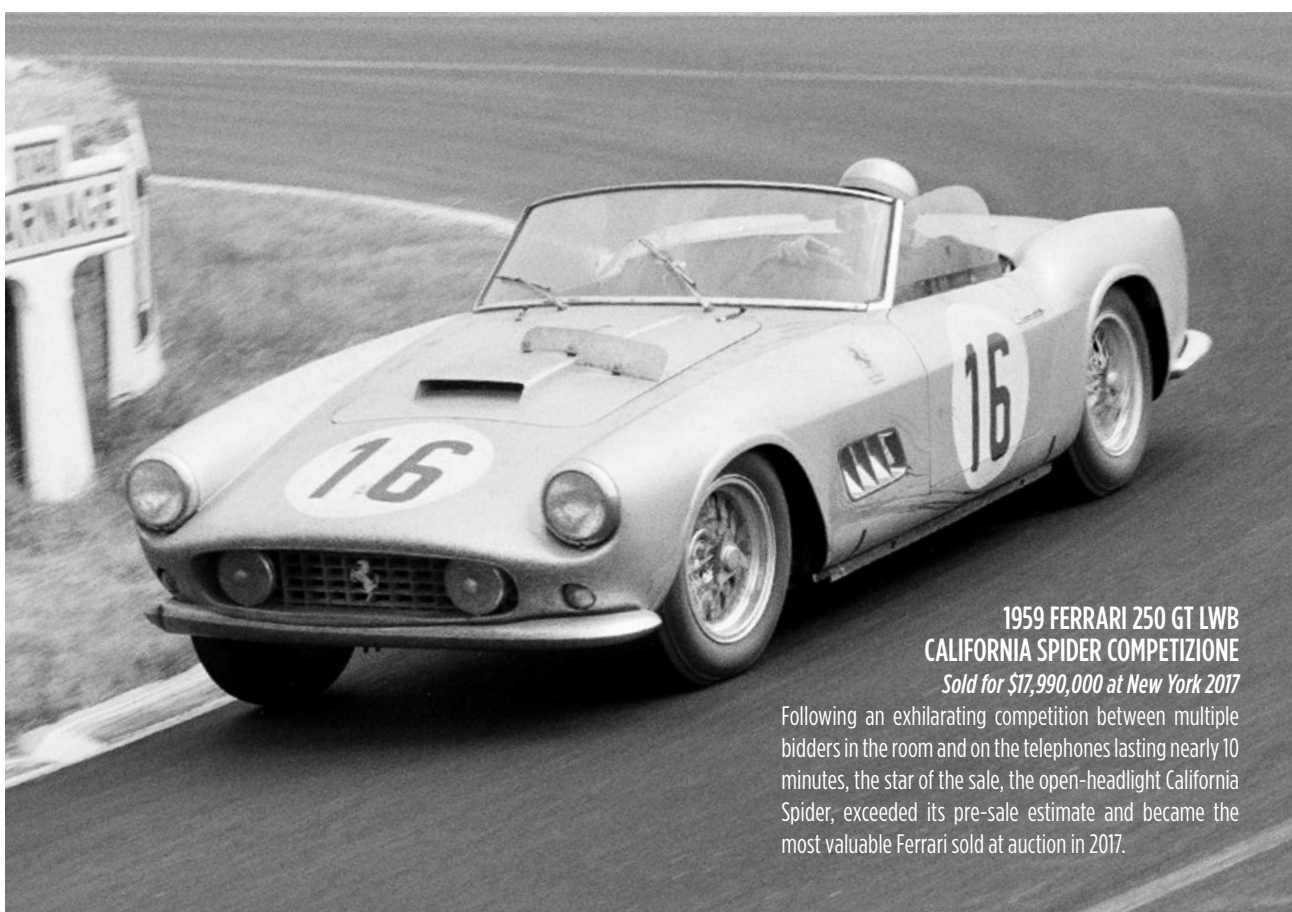 ARNAGE
16
16
1959 FERRARI 250 GT LWB
CALIFORNIA SPIDER COMPETIZIONE
Sold for $17,990,000 at New York 2017
Following an exhilarating competition between multiple
bidders in the room and on the telephones lasting nearly 10
minutes, the star of the sale, the open-headlight California
Spider, exceeded its pre-sale estimate and became the
most valuable Ferrari sold at auction in 2017.